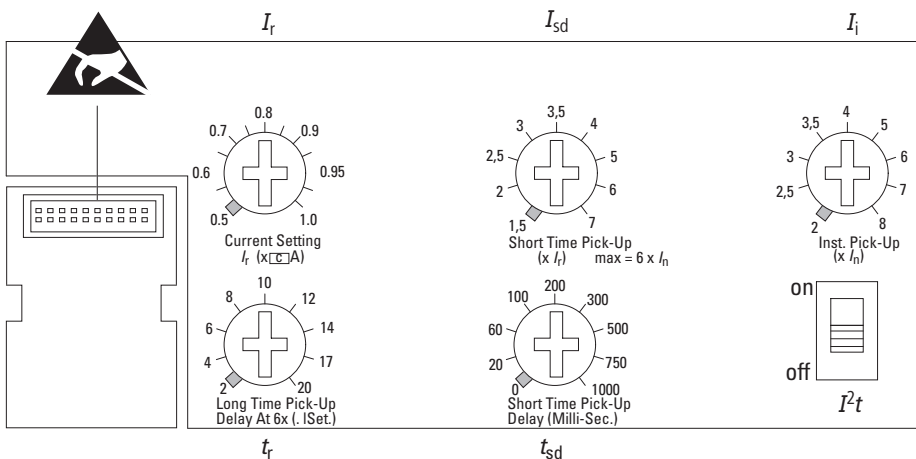 Ir
Isd
Ii
0.5
0.6
0.7
0.8
0.9
0.95
1.0
Current Setting
Ir (x c A)
1,5
2
2,5
3
3,5
4
5
6
7
Short Time Pick-Up
(x Ir) max = 6 x In
2
2,5
3
3,5
4
5
6
7
8
Inst. Pick-Up
(x In)
2
4
6
8
10
12
14
17
20
Long Time Pick-Up
Delay At 6x (. ISet.)
0
20
60
100
200
300
500
750
1000
Short Time Pick-Up
Delay (Milli-Sec.)
on
off
I²t
tr
tsd